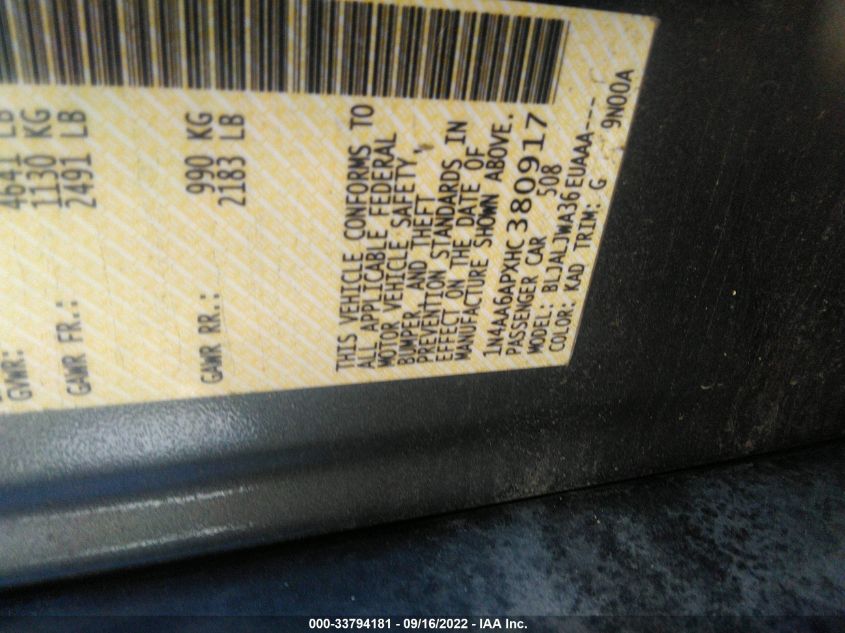 GVWR: 4641 LB
GAWR FR.: 1130 KG
2491 LB
GAWR RR.: 990 KG
2183 LB
THIS VEHICLE CONFORMS TO
ALL APPLICABLE FEDERAL
MOTOR VEHICLE SAFETY,
BUMPER, AND THEFT
PREVENTION STANDARDS IN
EFFECT ON THE DATE OF
MANUFACTURE SHOWN ABOVE.
1N4AA6APXHC380917
PASSENGER CAR 508
MODEL: BLJALJWA36EUAAA---
COLOR: KAD TRIM: G 9N00A
000-33794181 - 09/16/2022 - IAA Inc.